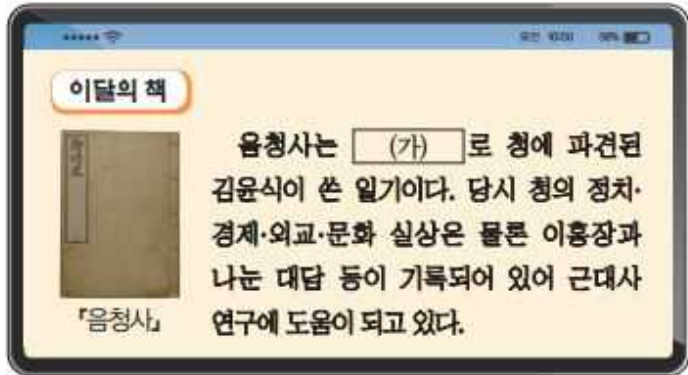 이달의 책
음청사는 (가) 로 청에 파견된
김윤식이 쓴 일기이다. 당시 청의 정치·
경제·외교·문화 실상은 물론 이홍장과
나눈 대담 등이 기록되어 있어 근대사
연구에 도움이 되고 있다.
『음청사』